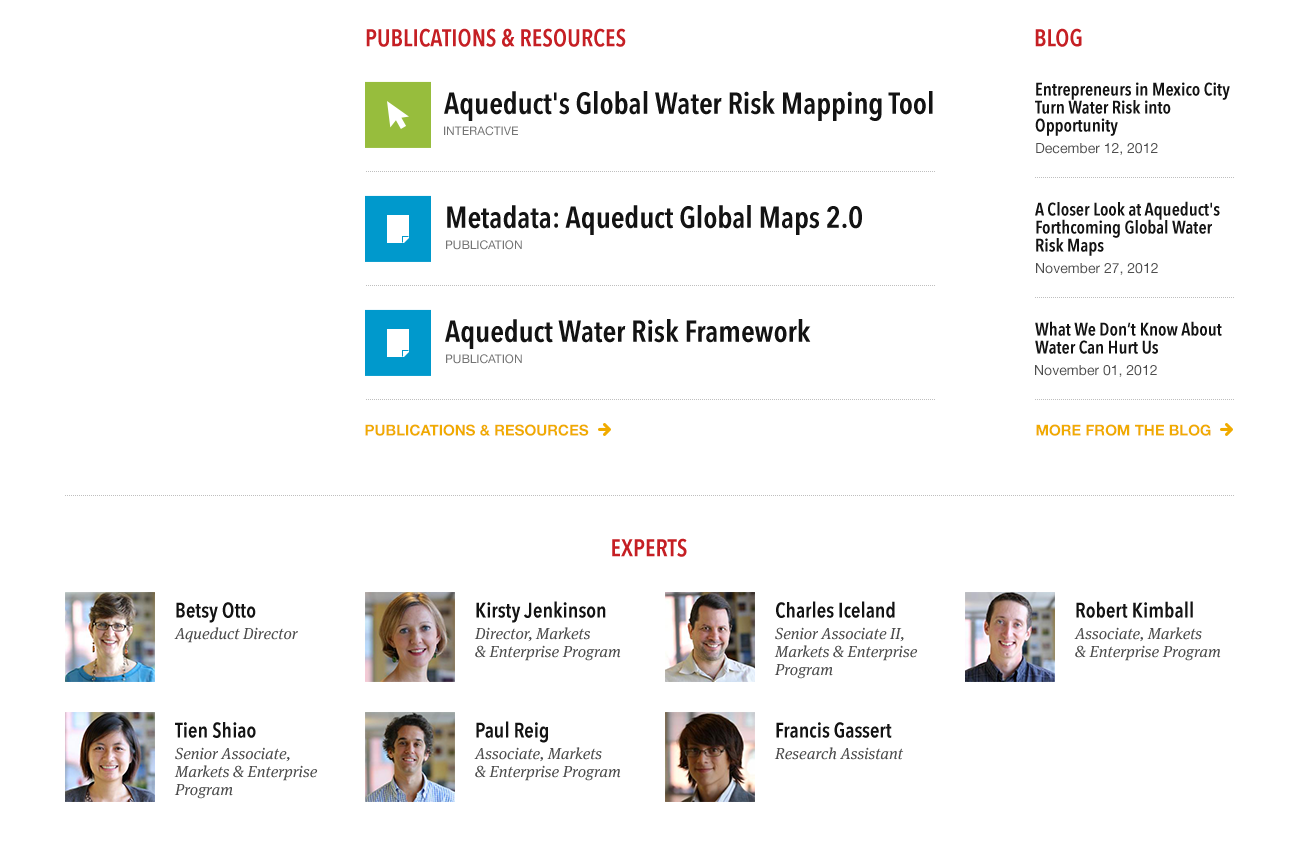 PUBLICATIONS & RESOURCES
Aqueduct's Global Water Risk Mapping Tool
INTERACTIVE
Metadata: Aqueduct Global Maps 2.0
PUBLICATION
Aqueduct Water Risk Framework
PUBLICATION
PUBLICATIONS & RESOURCES
BLOG
Entrepreneurs in Mexico City
Turn Water Risk into
Opportunity
December 12, 2012
A Closer Look at Aqueduct's
Forthcoming Global Water
Risk Maps
November 27, 2012
What We Don’t Know About
Water Can Hurt Us
November 01, 2012
MORE FROM THE BLOG
EXPERTS
Betsy Otto
Aqueduct Director
Kirsty Jenkinson
Director, Markets
& Enterprise Program
Charles Iceland
Senior Associate II,
Markets & Enterprise
Program
Robert Kimball
Associate, Markets
& Enterprise Program
Tien Shiao
Senior Associate,
Markets & Enterprise
Program
Paul Reig
Associate, Markets
& Enterprise Program
Francis Gassert
Research Assistant